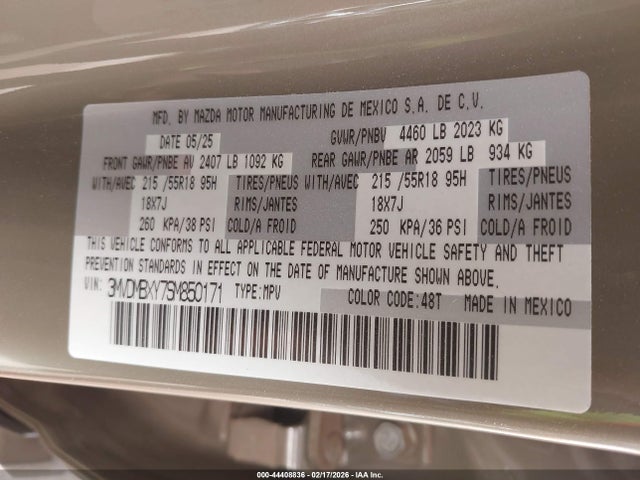 MFD. BY MAZDA MOTOR MANUFACTURING DE MEXICO S.A. DE C.V.
DATE 05/25 GVWR/PNBV 4460 LB 2023 KG
FRONT GAWR/PNBE AV 2407 LB 1092 KG REAR GAWR/PNBE AR 2059 LB 934 KG
WITH/AVEC 215 /55R18 95H TIRES/PNEUS WITH/AVEC 215 /55R18 95H TIRES/PNEUS
18X7J RIMS/JANTES 18X7J RIMS/JANTES
260 KPA/38 PSI COLD/A FROID 250 KPA/36 PSI COLD/A FROID
THIS VEHICLE CONFORMS TO ALL APPLICABLE FEDERAL MOTOR VEHICLE SAFETY AND THEFT
PREVENTION STANDARDS IN EFFECT ON THE DATE OF MANUFACTURE SHOWN ABOVE.
VIN: 3MVDMBXY7SM850171 TYPE:MPV COLOR CODE:48T MADE IN MEXICO
000-44408836 - 02/17/2026 - IAA Inc.